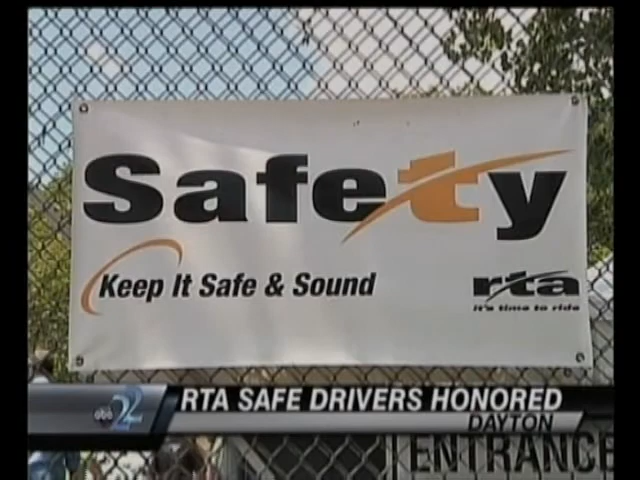 Safety
Keep It Safe & Sound
rta
it's time to ride
abc 22
RTA SAFE DRIVERS HONORED
DAYTON
ENTRANCE